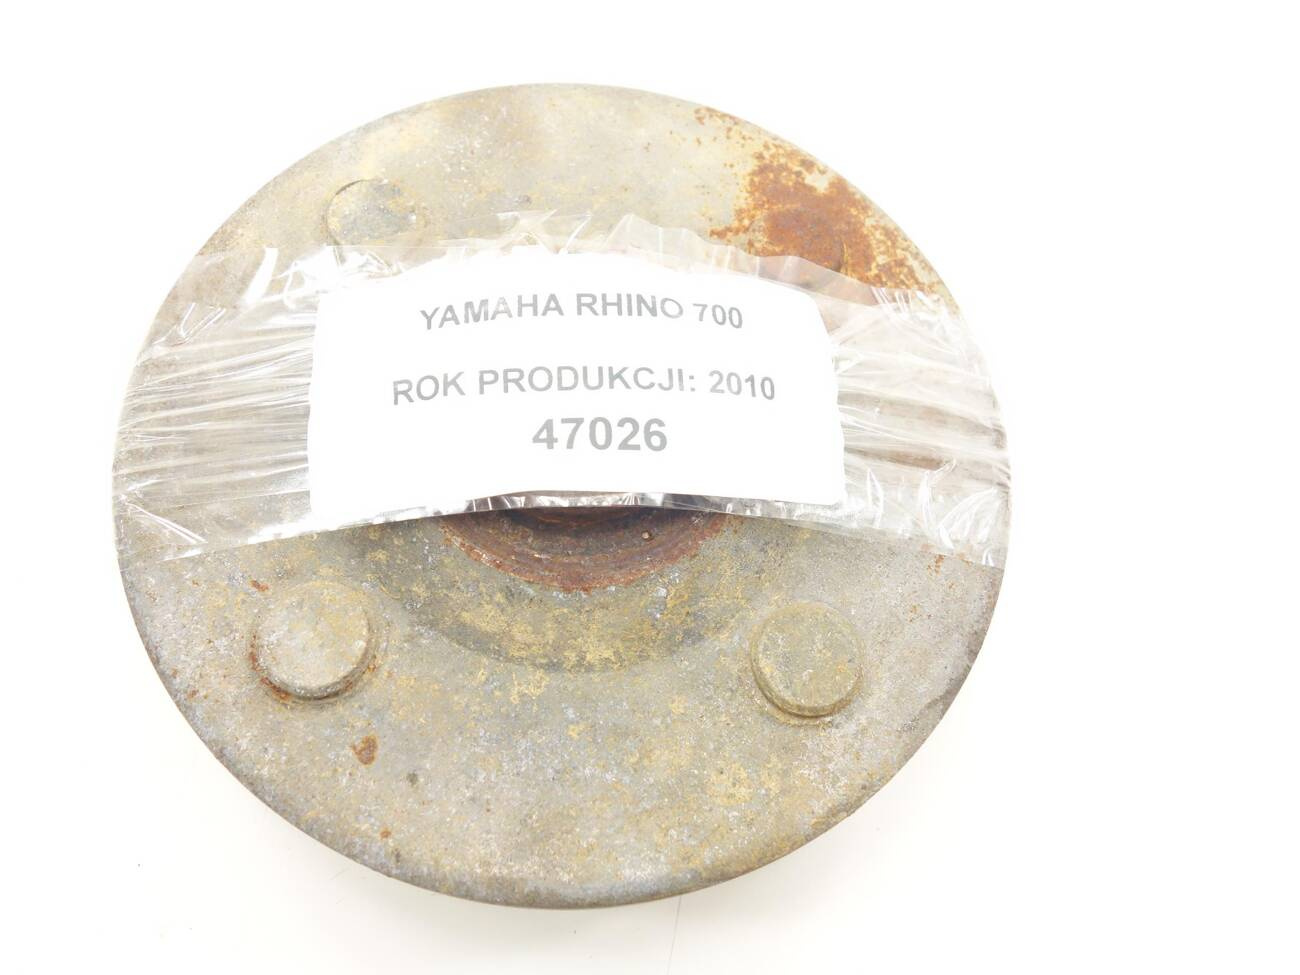 YAMAHA RHINO 700
ROK PRODUKCJI: 2010
47026